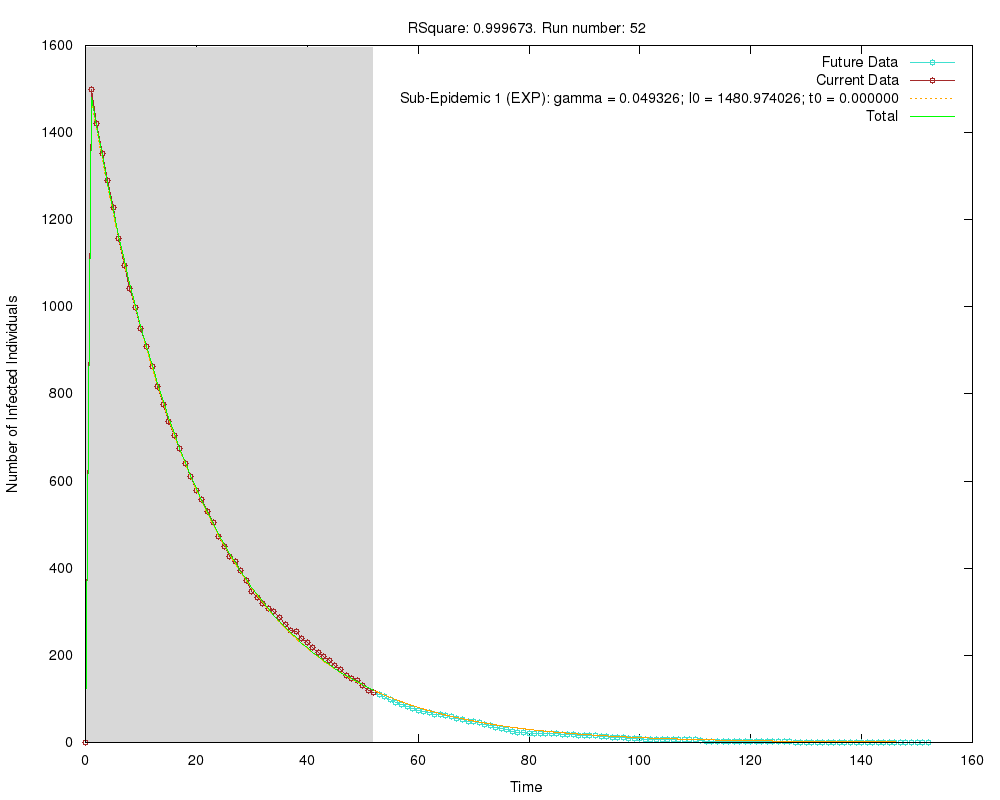 RSquare: 0.999673. Run number: 52
1600
1400
1200
1000
800
600
400
200
0
Number of Infected Individuals
Future Data
Current Data
Sub-Epidemic 1 (EXP): gamma = 0.049326; I0 = 1480.974026; t0 = 0.000000
Total
0 20 40 60 80 100 120 140 160
Time